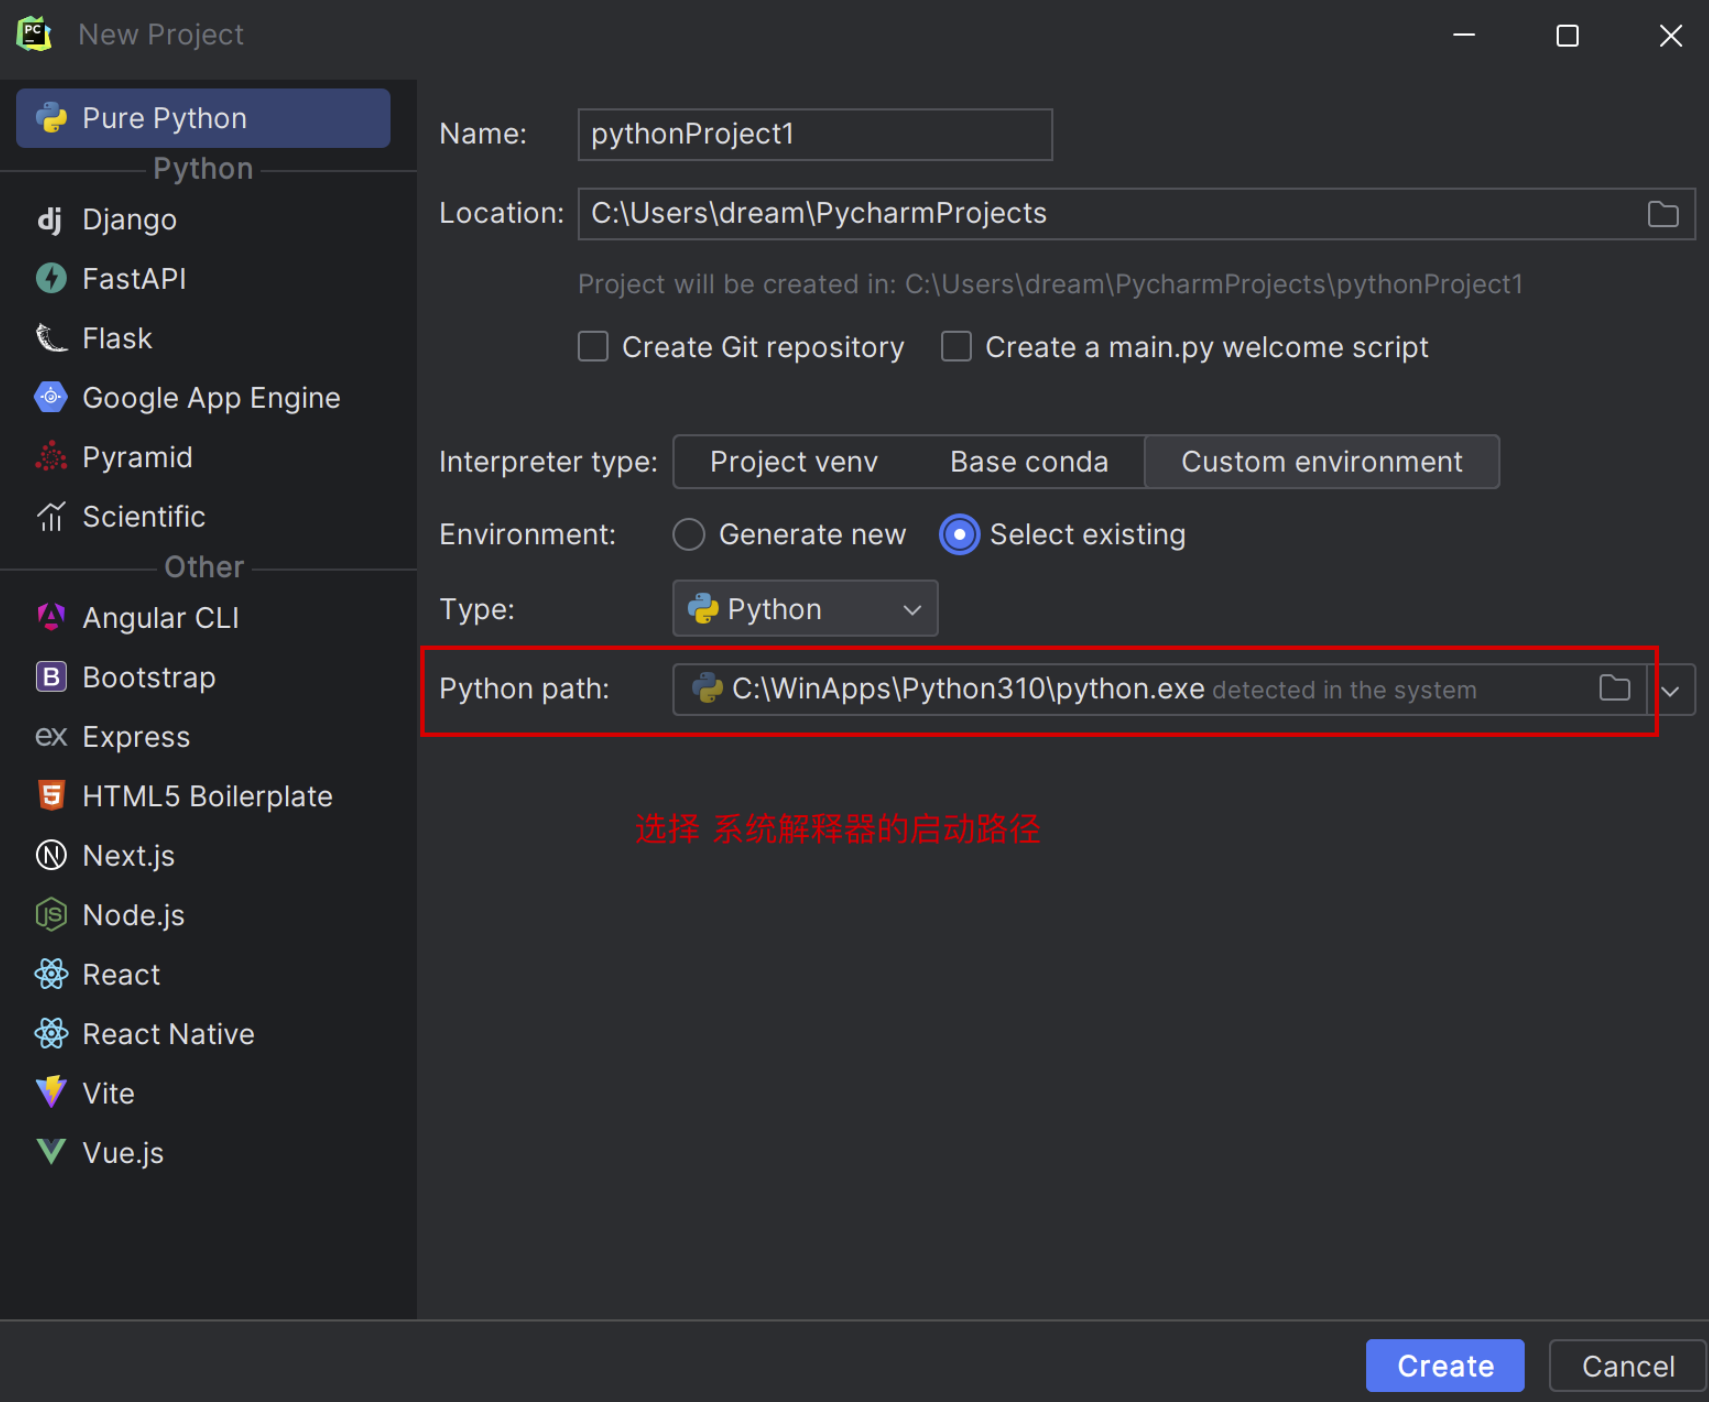 New Project
Pure Python
Python
Django
FastAPI
Flask
Google App Engine
Pyramid
Scientific
Other
Angular CLI
Bootstrap
Express
HTML5 Boilerplate
Next.js
Node.js
React
React Native
Vite
Vue.js
Name: pythonProject1
Location: C:\Users\dream\PycharmProjects
Project will be created in: C:\Users\dream\PycharmProjects\pythonProject1
Create Git repository Create a main.py welcome script
Interpreter type: Project venv Base conda Custom environment
Environment: Generate new Select existing
Type: Python
Python path: C:\WinApps\Python310\python.exe detected in the system
选择 系统解释器的启动路径
Create Cancel